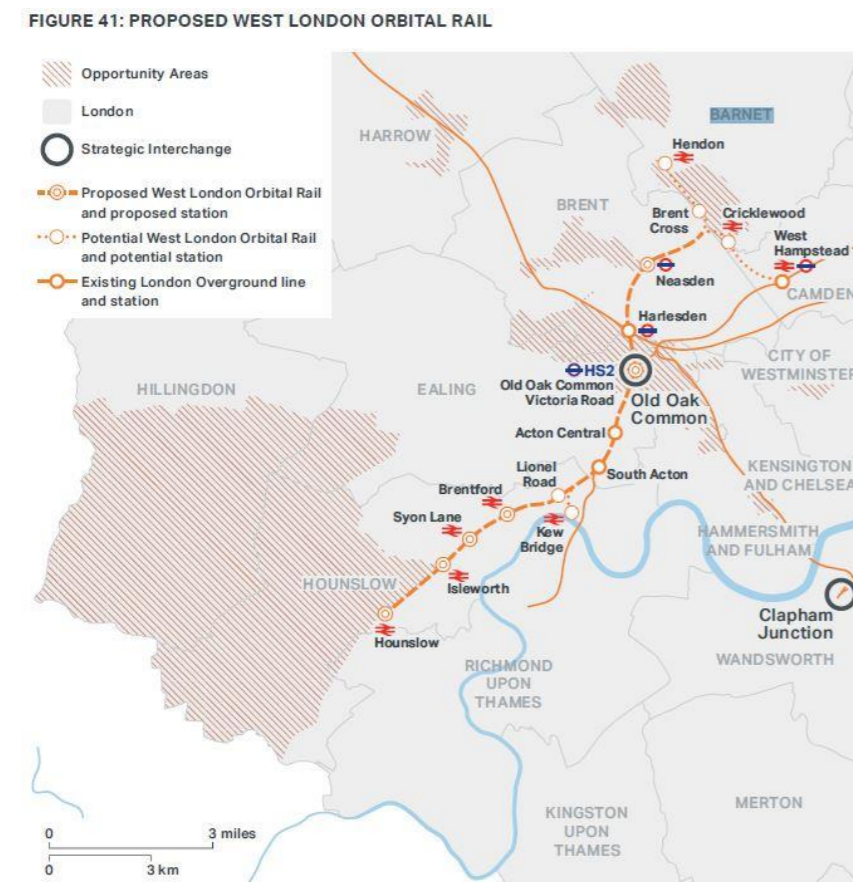 FIGURE 41: PROPOSED WEST LONDON ORBITAL RAIL
Opportunity Areas
London
Strategic Interchange
Proposed West London Orbital Rail
and proposed station
Potential West London Orbital Rail
and potential station
Existing London Overground line
and station
BARNET
HARROW
Hendon
BRENT
Brent
Cross
Cricklewood
West
Hampstead
Neasden
CAMDEN
Harlesden
HS2
Old Oak Common
Victoria Road
Old Oak
Common
CITY OF
WESTMINSTER
HILLINGDON
EALING
Acton Central
Lionel
Road
South Acton
KENSINGTON
AND CHELSEA
Brentford
Syon Lane
Kew
Bridge
HAMMERSMITH
AND FULHAM
HOUNSLOW
Isleworth
Clapham
Junction
Hounslow
WANDSWORTH
RICHMOND
UPON
THAMES
MERTON
KINGSTON
UPON
THAMES
0 3 miles
0 3 km